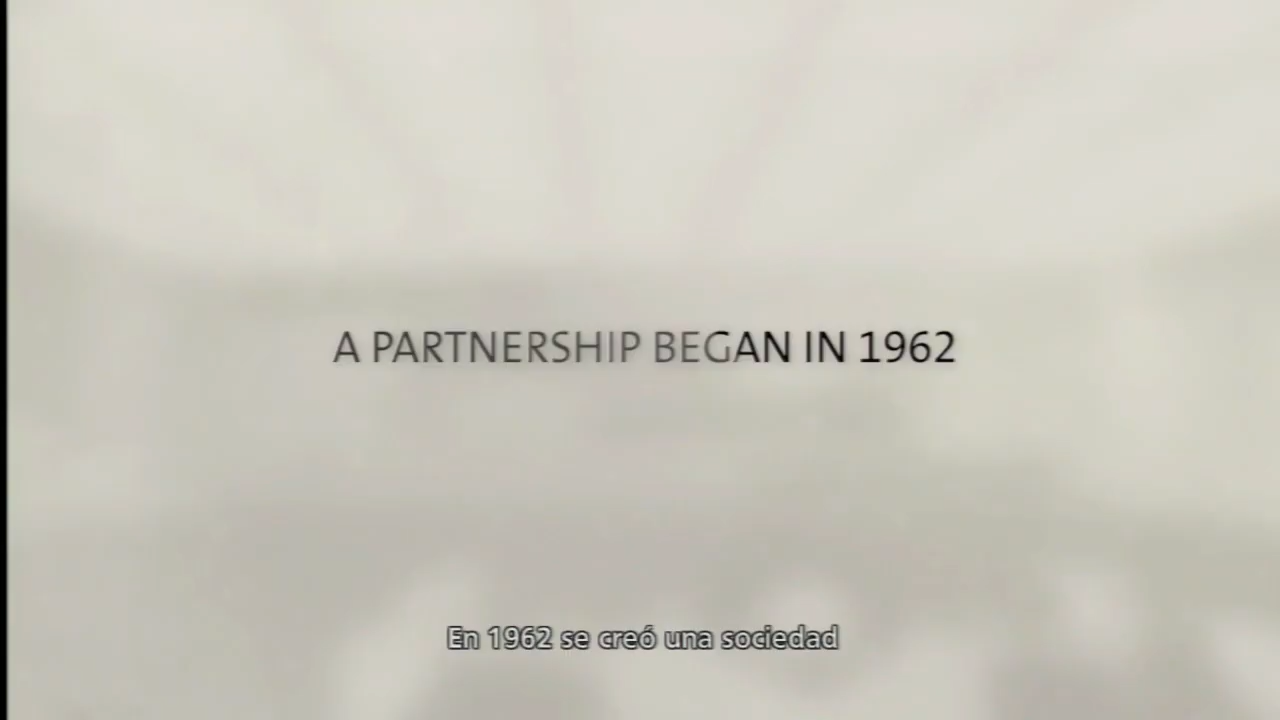 A PARTNERSHIP BEGAN IN 1962
En 1962 se creó una sociedad